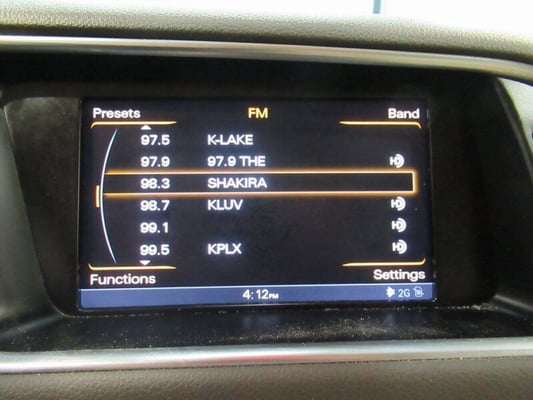 Presets FM Band
97.5 K-LAKE
97.9 97.9 THE
98.3 SHAKIRA
98.7 KLUV
99.1
99.5 KPLX
Functions Settings
4:12PM 2G